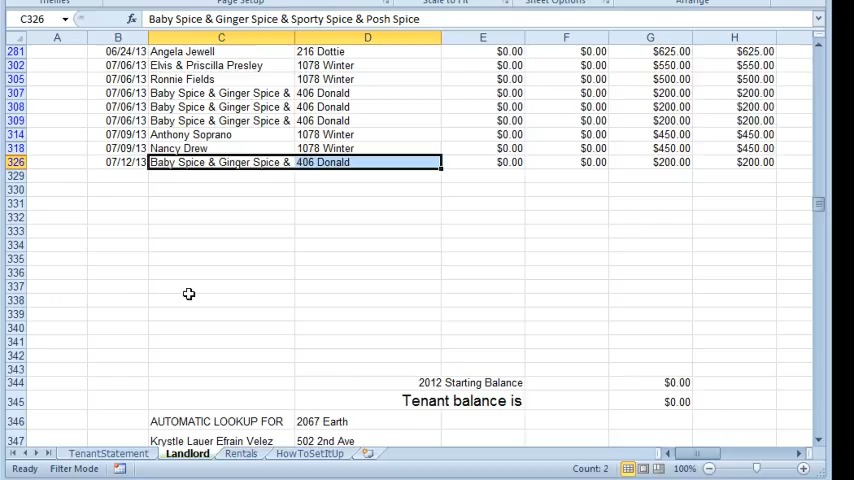 Themes Page Setup Scale to Fit Sheet Options Arrange
C326 fx Baby Spice & Ginger Spice & Sporty Spice & Posh Spice
A B C D E F G H
281 06/24/13 Angela Jewell 216 Dottie $0.00 $0.00 $625.00 $625.00
302 07/06/13 Elvis & Priscilla Presley 1078 Winter $0.00 $0.00 $550.00 $550.00
305 07/06/13 Ronnie Fields 1078 Winter $0.00 $0.00 $500.00 $500.00
307 07/06/13 Baby Spice & Ginger Spice & 406 Donald $0.00 $0.00 $200.00 $200.00
308 07/06/13 Baby Spice & Ginger Spice & 406 Donald $0.00 $0.00 $200.00 $200.00
309 07/06/13 Baby Spice & Ginger Spice & 406 Donald $0.00 $0.00 $200.00 $200.00
314 07/09/13 Anthony Soprano 1078 Winter $0.00 $0.00 $450.00 $450.00
318 07/09/13 Nancy Drew 1078 Winter $0.00 $0.00 $450.00 $450.00
326 07/12/13 Baby Spice & Ginger Spice & 406 Donald $0.00 $0.00 $200.00 $200.00
329
330
331
332
333
334
335
336
337
338
339
340
341
342
343
344 2012 Starting Balance $0.00
345 Tenant balance is $0.00
346 AUTOMATIC LOOKUP FOR 2067 Earth
347 Krystle Lauer Efrain Velez 502 2nd Ave
TenantStatement Landlord Rentals HowToSetItUp
Ready Filter Mode Count: 2 100%